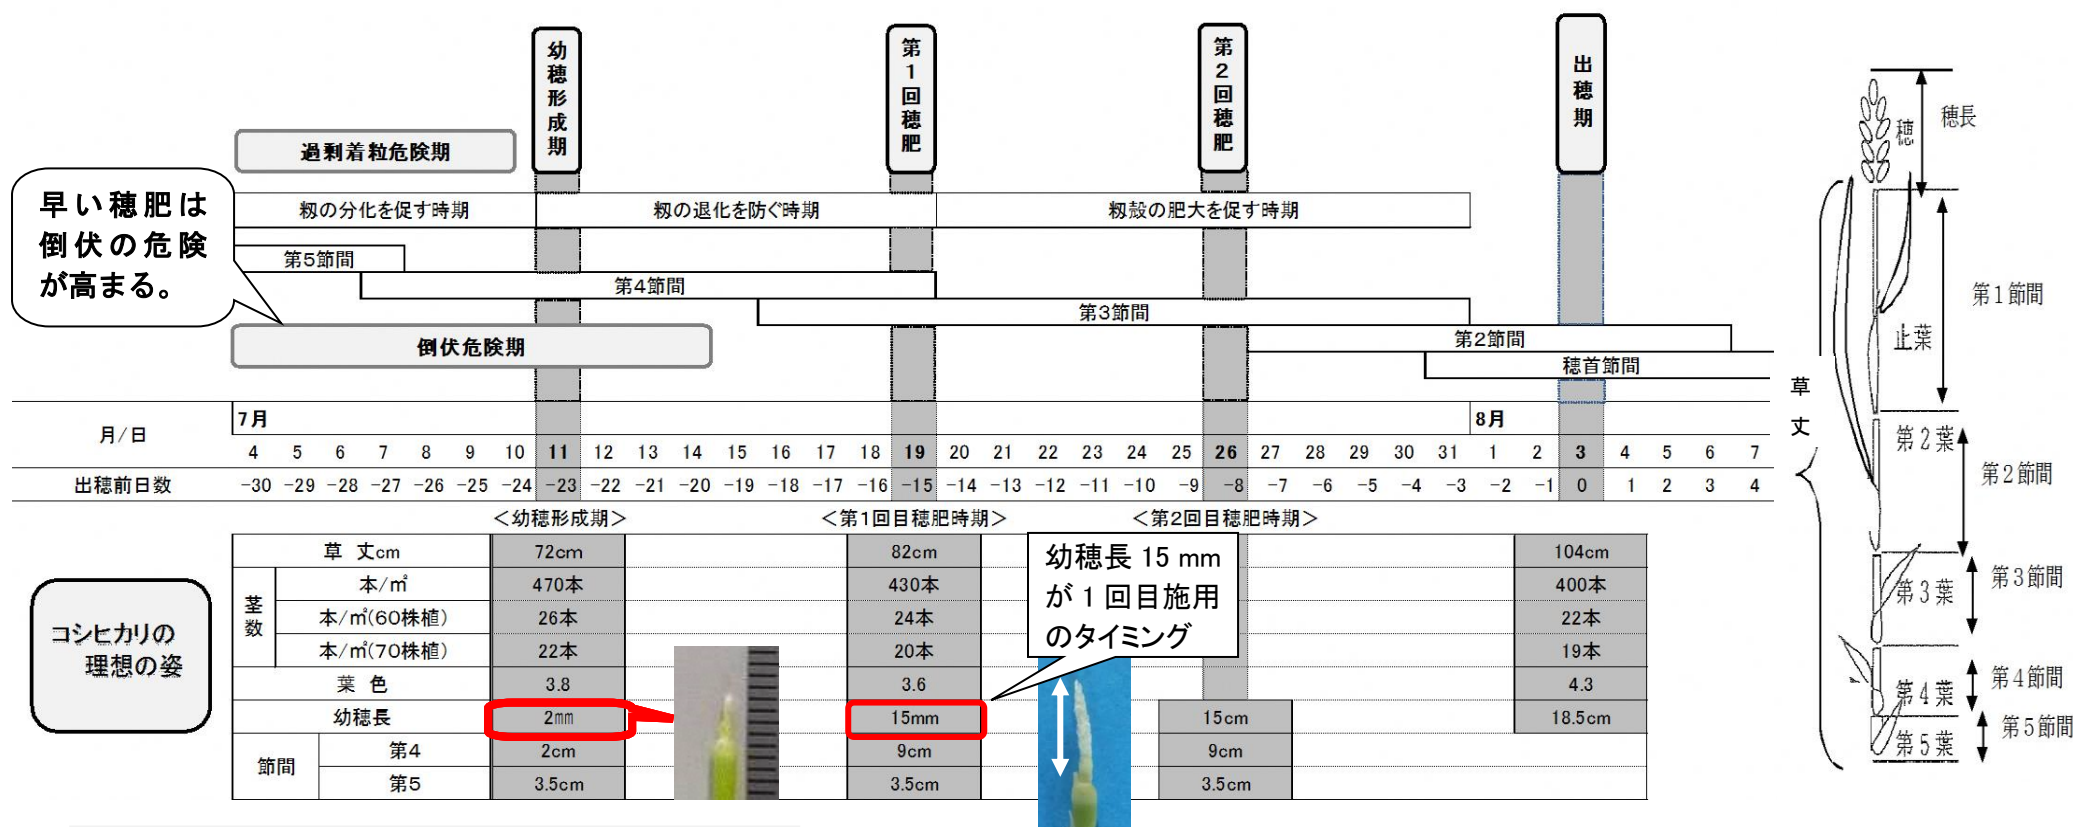 幼穂形成期
第1回穂肥
第2回穂肥
出穂期
過剰着粒危険期
早い穂肥は
倒伏の危険
が高まる。
籾の分化を促す時期 籾の退化を防ぐ時期 籾殻の肥大を促す時期
第5節間
第4節間
第3節間
倒伏危険期
第2節間
穂首節間
月/日 7月 8月
4 5 6 7 8 9 10 11 12 13 14 15 16 17 18 19 20 21 22 23 24 25 26 27 28 29 30 31 1 2 3 4 5 6 7
出穂前日数 -30 -29 -28 -27 -26 -25 -24 -23 -22 -21 -20 -19 -18 -17 -16 -15 -14 -13 -12 -11 -10 -9 -8 -7 -6 -5 -4 -3 -2 -1 0 1 2 3 4
<幼穂形成期> <第1回目穂肥時期> <第2回目穂肥時期>
草 丈cm 72cm 82cm 104cm
茎数
本/㎡ 470本 430本 400本
本/㎡(60株植) 26本 24本 22本
本/㎡(70株植) 22本 20本 19本
葉 色 3.8 3.6 4.3
幼穂長 2㎜ 15mm 15cm 18.5cm
節間
第4 2cm 9cm 9cm
第5 3.5cm 3.5cm 3.5cm
幼穂長 15 mm
が 1 回目施用
のタイミング
コシヒカリの
理想の姿
穂長
穂
第1節間
止葉
草丈
第2葉
第2節間
第3節間
第3葉
第4節間
第4葉
第5節間
第5葉